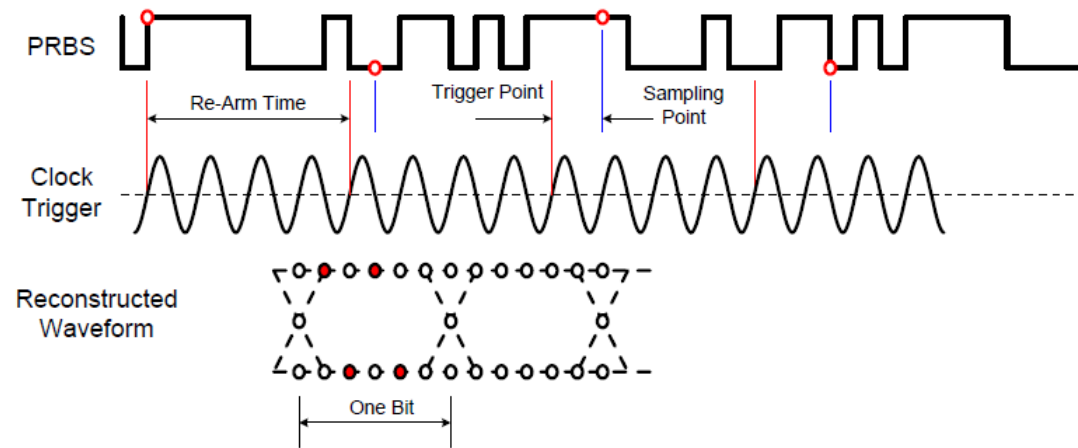 PRBS
Re-Arm Time
Trigger Point
Sampling
Point
Clock
Trigger
Reconstructed
Waveform
One Bit